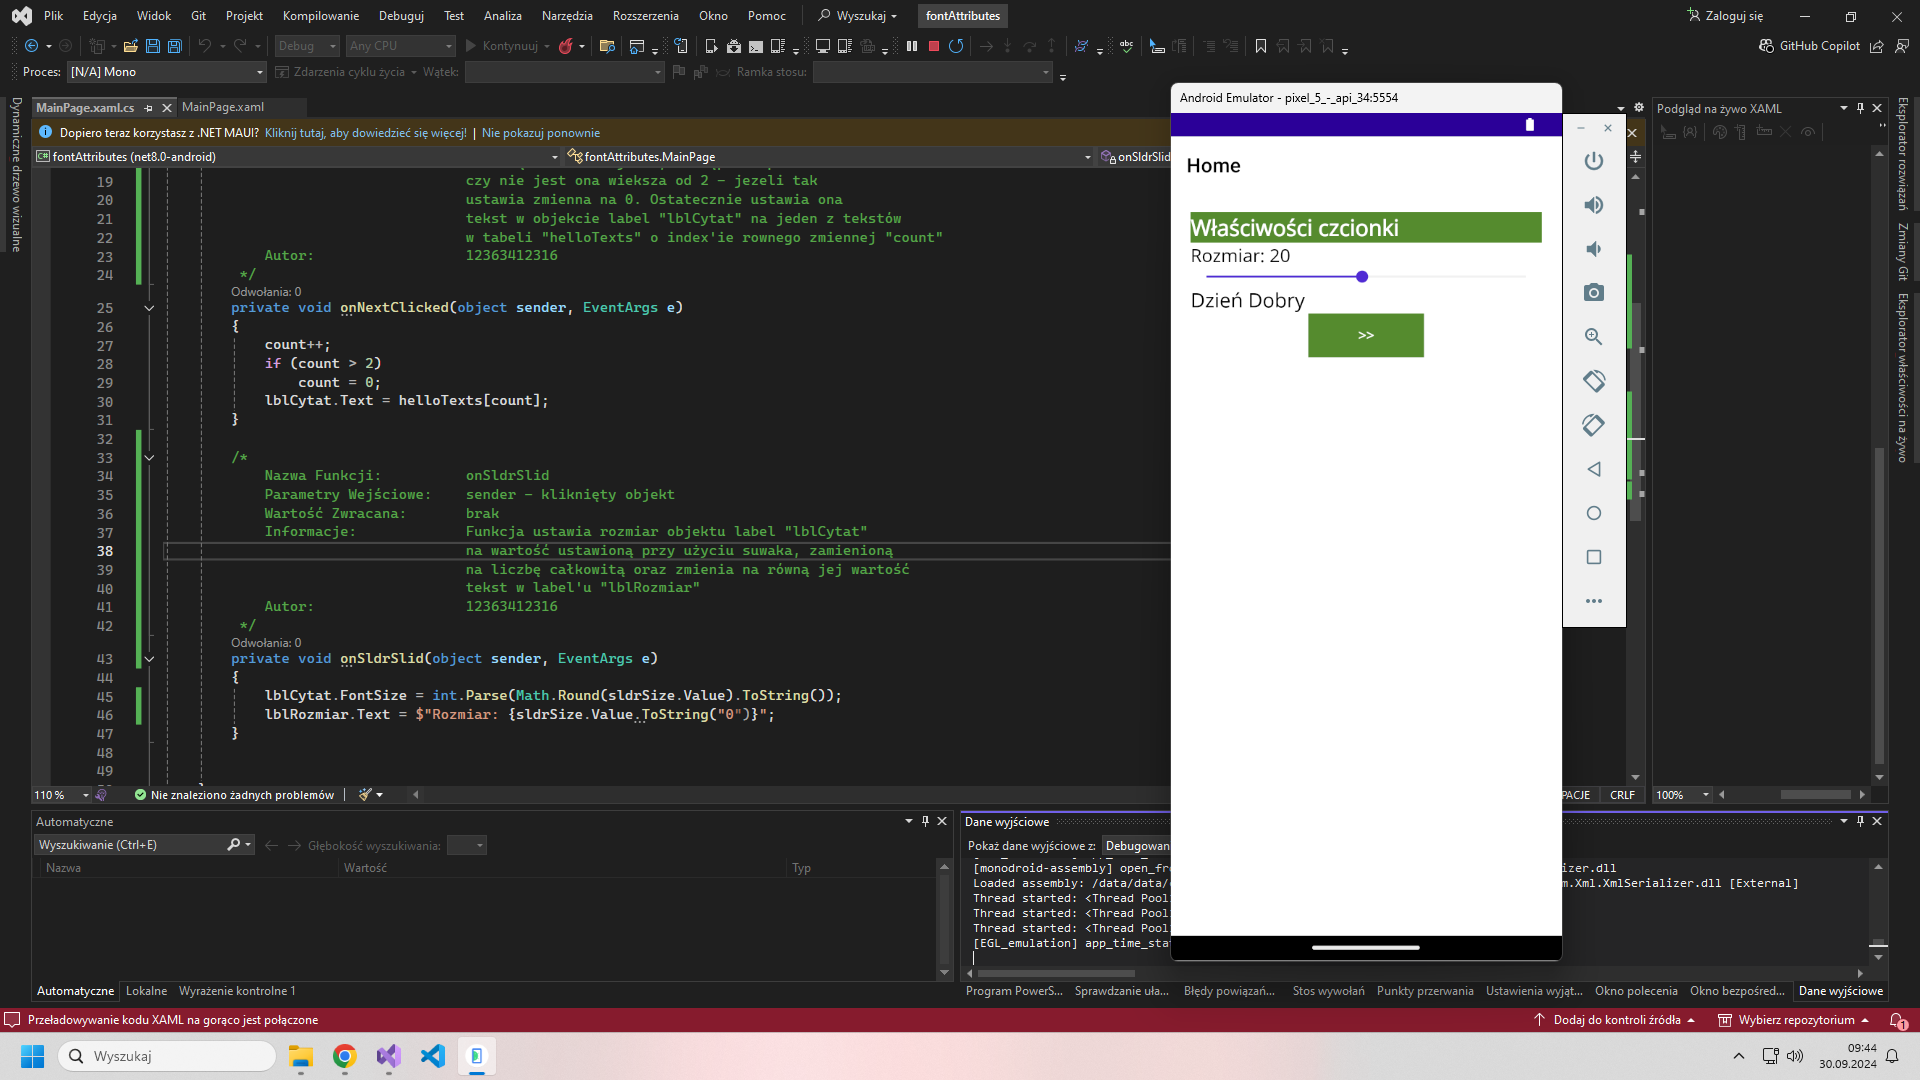 Plik Edycja Widok Git Projekt Kompilowanie Debuguj Test Analiza Narzędzia Rozszerzenia Okno Pomoc Wyszukaj fontAttributes Zaloguj się
Debug Any CPU Kontynuuj GitHub Copilot
Proces: [N/A] Mono Zdarzenia cyklu życia Wątek: Ramka stosu:
Dynamiczne drzewo wizualne
MainPage.xaml.cs MainPage.xaml
Dopiero teraz korzystasz z .NET MAUI? Kliknij tutaj, aby dowiedzieć się więcej! | Nie pokazuj ponownie
fontAttributes (net8.0-android) fontAttributes.MainPage onSldrSlid
19 czy nie jest ona wieksza od 2 - jezeli tak
20 ustawia zmienna na 0. Ostatecznie ustawia ona
21 tekst w objekcie label "lblCytat" na jeden z tekstów
22 w tabeli "helloTexts" o index'ie rownego zmiennej "count"
23 Autor: 12363412316
24 */
Odwołania: 0
25 private void onNextClicked(object sender, EventArgs e)
26 {
27 count++;
28 if (count > 2)
29 count = 0;
30 lblCytat.Text = helloTexts[count];
31 }
32
33 /*
34 Nazwa Funkcji: onSldrSlid
35 Parametry Wejściowe: sender - kliknięty objekt
36 Wartość Zwracana: brak
37 Informacje: Funkcja ustawia rozmiar objektu label "lblCytat"
38 na wartość ustawioną przy użyciu suwaka, zamienioną
39 na liczbę całkowitą oraz zmienia na równą jej wartość
40 tekst w label'u "lblRozmiar"
41 Autor: 12363412316
42 */
Odwołania: 0
43 private void onSldrSlid(object sender, EventArgs e)
44 {
45 lblCytat.FontSize = int.Parse(Math.Round(sldrSize.Value).ToString());
46 lblRozmiar.Text = $"Rozmiar: {sldrSize.Value.ToString("0")}";
47 }
48
49
110 % Nie znaleziono żadnych problemów PACJE CRLF
Android Emulator - pixel_5_-_api_34:5554
Home
Właściwości czcionki
Rozmiar: 20
Dzień Dobry
>>
Podgląd na żywo XAML
100%
Eksplorator rozwiązań
Zmiany Git
Eksplorator właściwości na żywo
Automatyczne
Wyszukiwanie (Ctrl+E) Głębokość wyszukiwania:
Nazwa Wartość Typ
Automatyczne Lokalne Wyrażenie kontrolne 1
Dane wyjściowe
Pokaż dane wyjściowe z: Debugowan
[monodroid-assembly] open_fr izer.dll
Loaded assembly: /data/data/ m.Xml.XmlSerializer.dll [External]
Thread started: <Thread Pool
Thread started: <Thread Pool
Thread started: <Thread Pool
[EGL_emulation] app_time_sta
Program PowerS... Sprawdzanie uła... Błędy powiązań... Stos wywołań Punkty przerwania Ustawienia wyjąt... Okno polecenia Okno bezpośred... Dane wyjściowe
Przeładowywanie kodu XAML na gorąco jest połączone Dodaj do kontroli źródła Wybierz repozytorium 1
Wyszukaj
09:44
30.09.2024